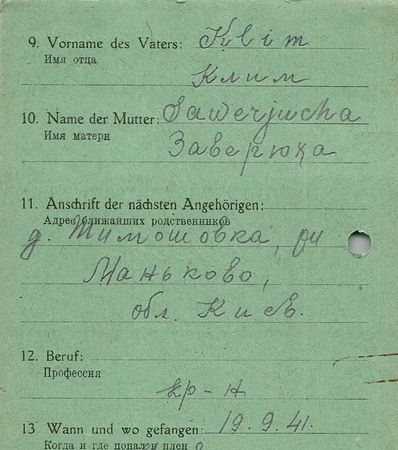 9. Vorname des Vaters: Klim
Имя отца
Клим
10. Name der Mutter: Sawerjucha
Имя матери
Заверюха
11. Anschrift der nächsten Angehörigen:
Адрес ближайших родственников
д. Тимошовка,
Маньково,
обл. Киев.
12. Beruf:
Профессия
кр-н
13 Wann und wo gefangen: 19.9.41.
Когда и где попал в плен